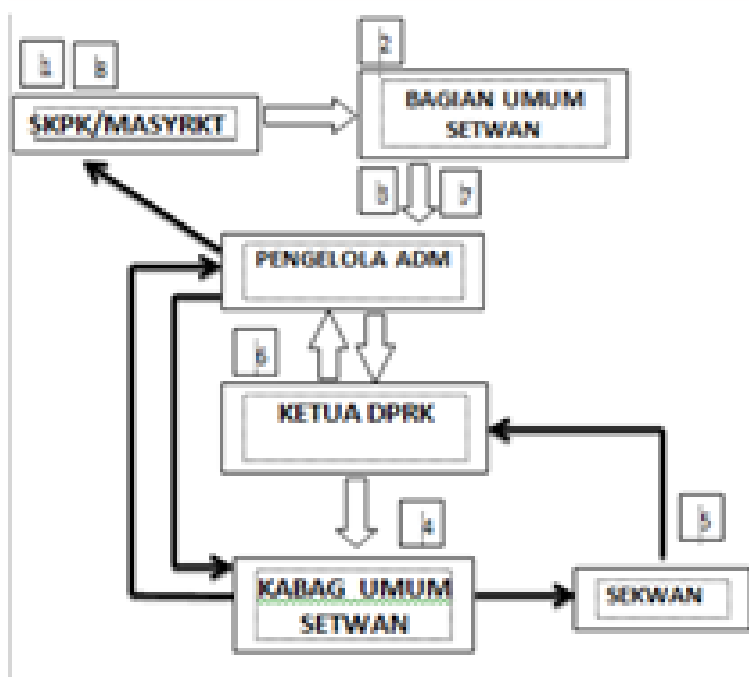 1 8
2
SKPK/MASYRKT
BAGIAN UMUM
SETWAN
3 7
PENGELOLA ADM
6
KETUA DPRK
4
5
KABAG UMUM
SETWAN
SEKWAN